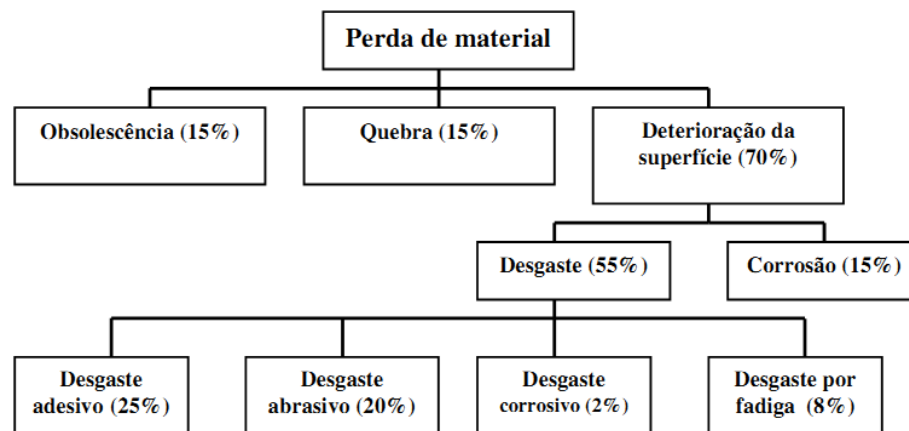 Perda de material
Obsolescência (15%)
Quebra (15%)
Deterioração da
superfície (70%)
Desgaste (55%)
Corrosão (15%)
Desgaste
adesivo (25%)
Desgaste
abrasivo (20%)
Desgaste
corrosivo (2%)
Desgaste por
fadiga (8%)